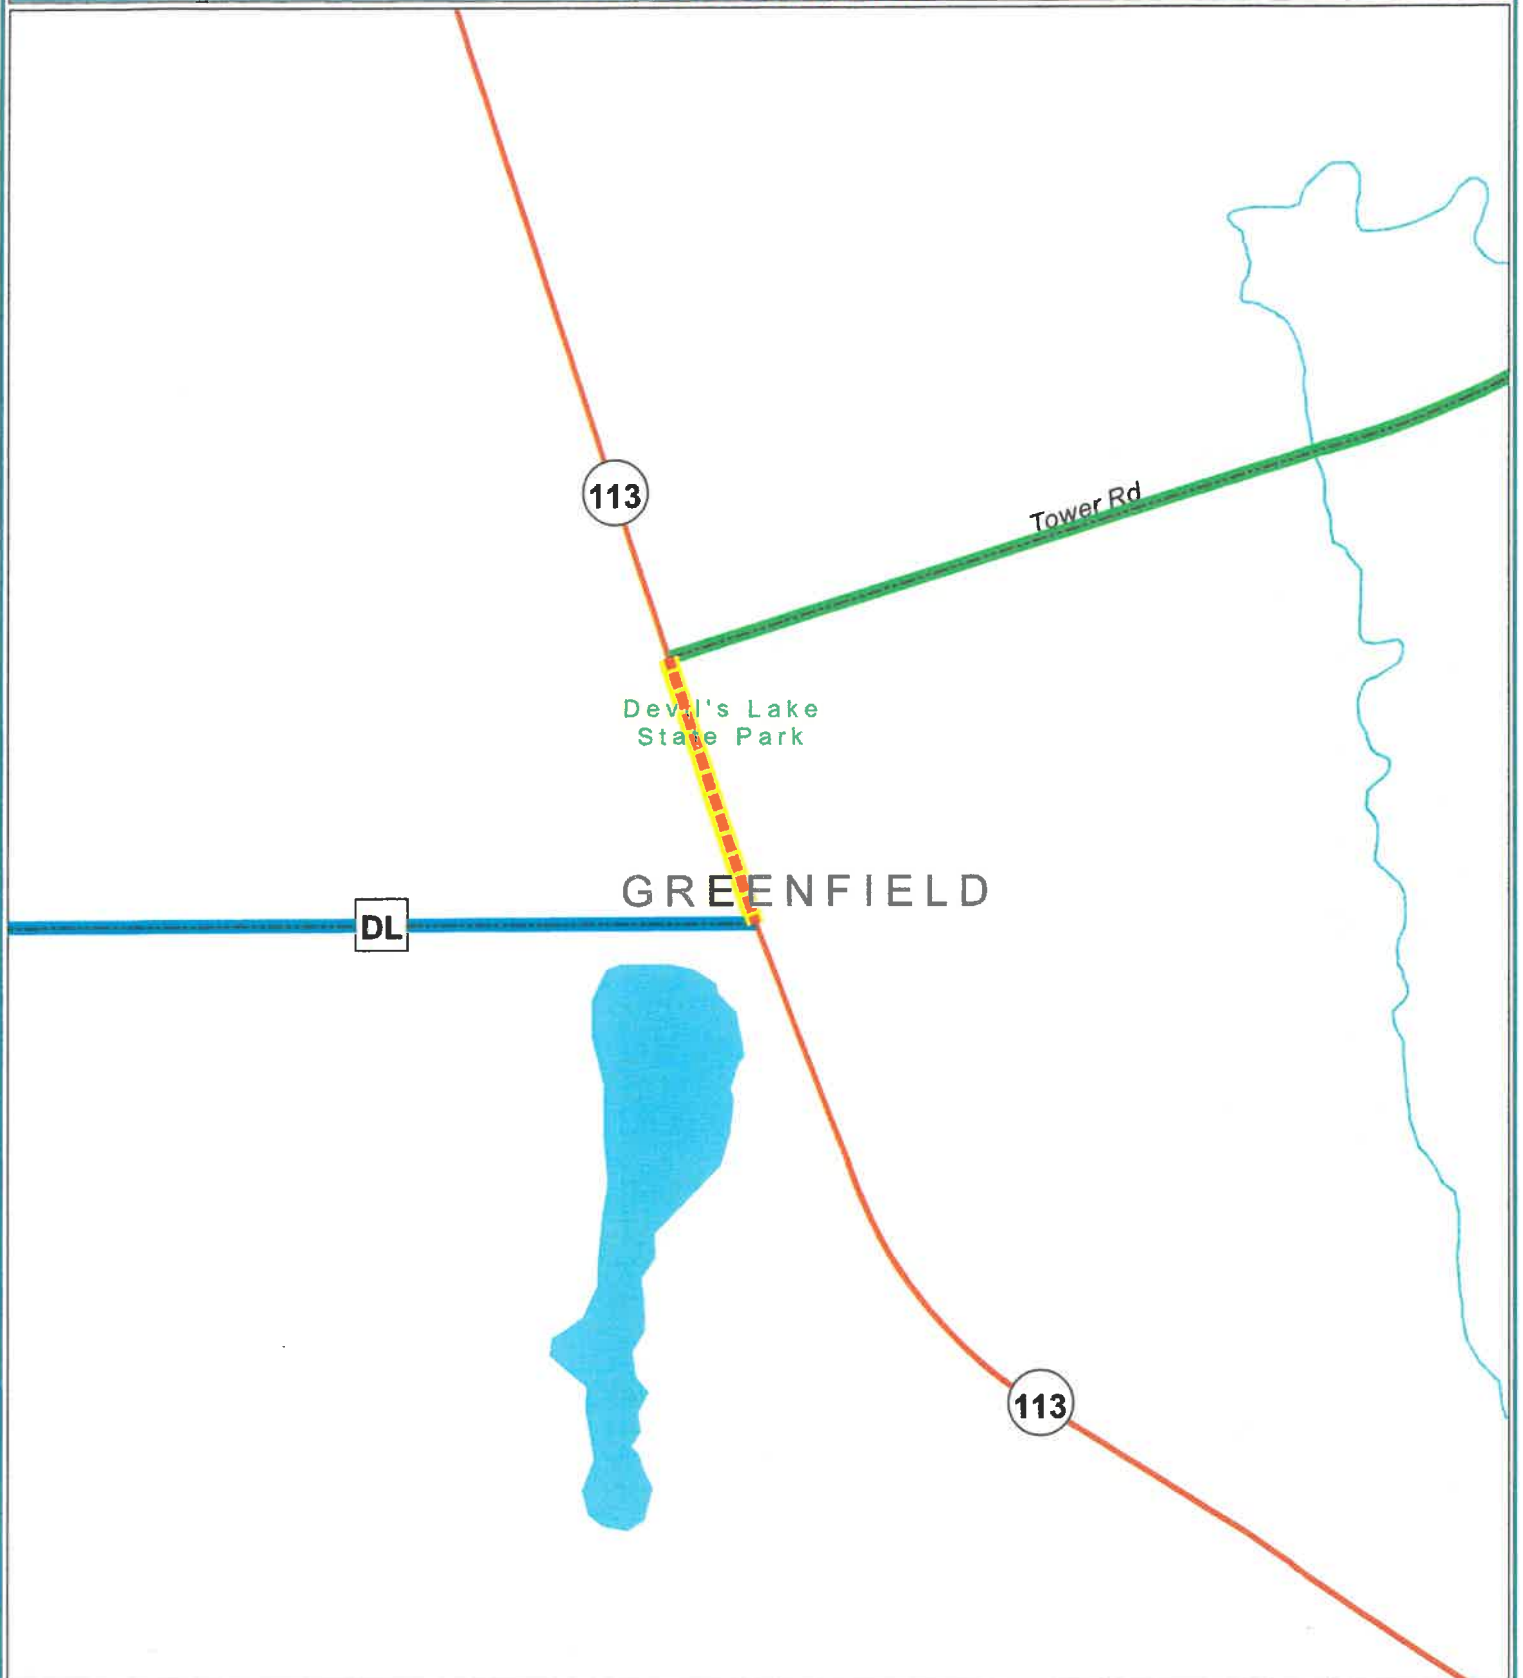 113
Tower Rd
Devil's Lake
State Park
GREENFIELD
DL
113